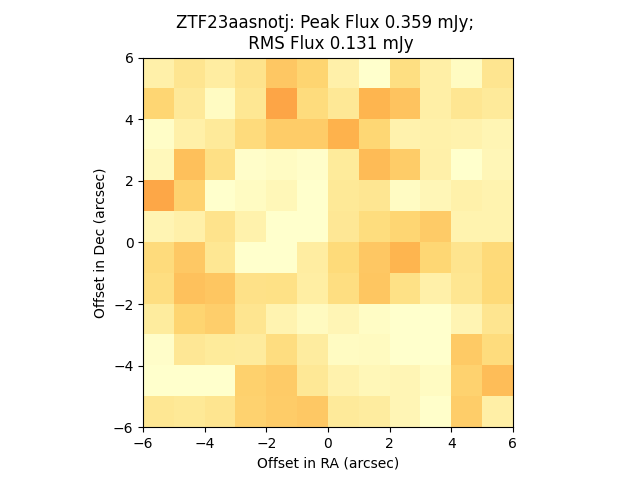 ZTF23aasnotj: Peak Flux 0.359 mJy;
RMS Flux 0.131 mJy
6
4
2
0
−2
−4
−6
Offset in Dec (arcsec)
−6 −4 −2 0 2 4 6
Offset in RA (arcsec)